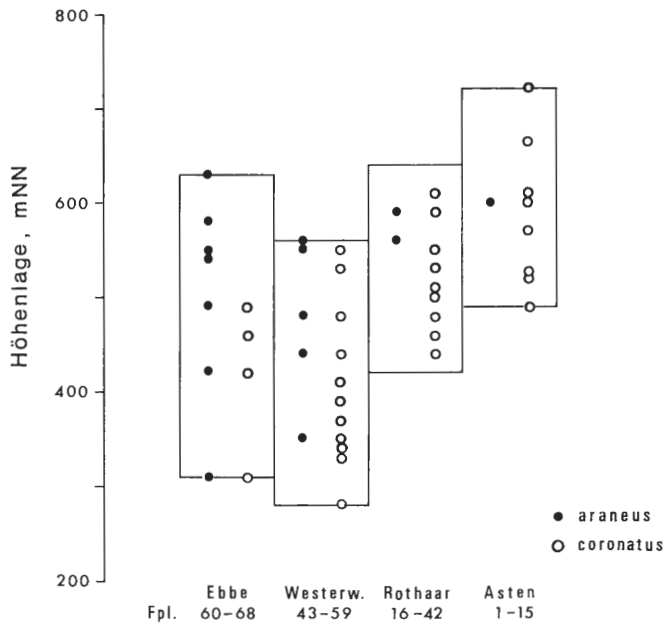 800
600
400
200
Höhenlage, mNN
araneus
coronatus
Ebbe Westerw. Rothaar Asten
Fpl. 60–68 43–59 16–42 1–15